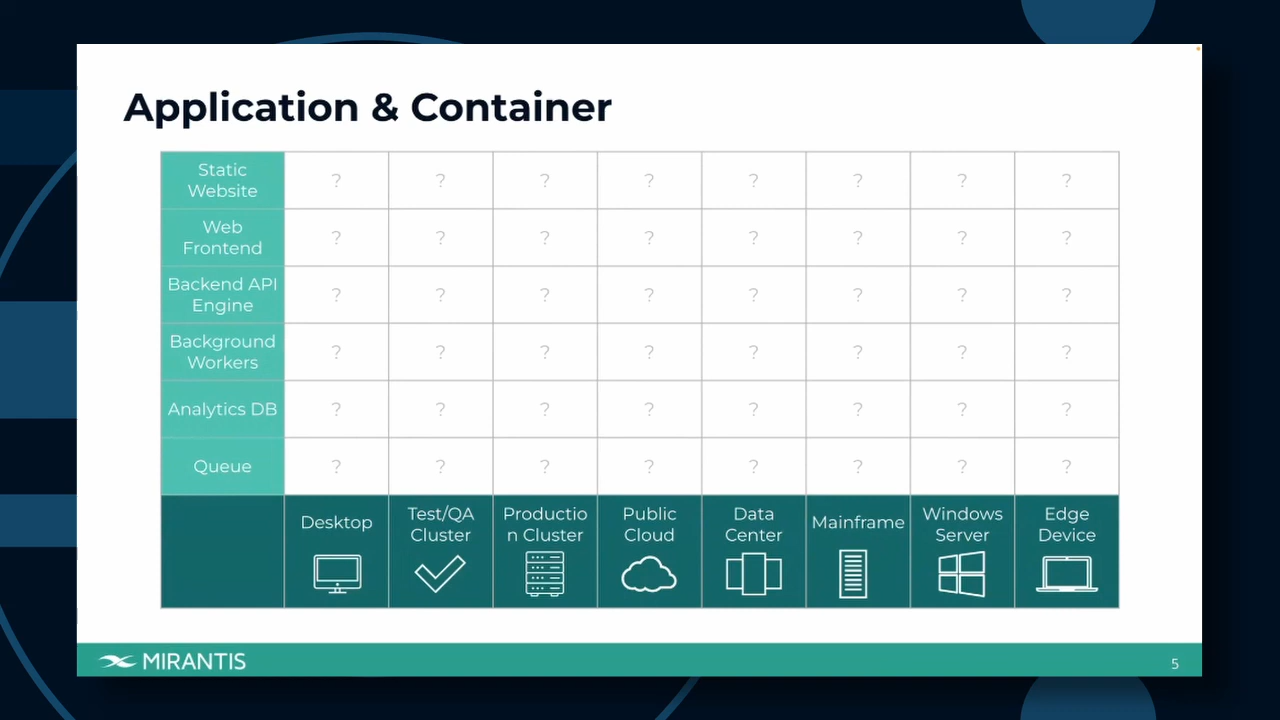 Application & Container
Static
Website
? ? ? ? ? ? ? ?
Web
Frontend
? ? ? ? ? ? ? ?
Backend API
Engine
? ? ? ? ? ? ? ?
Background
Workers
? ? ? ? ? ? ? ?
Analytics DB
? ? ? ? ? ? ? ?
Queue
? ? ? ? ? ? ? ?
Desktop
Test/QA
Cluster
Productio
n Cluster
Public
Cloud
Data
Center
Mainframe
Windows
Server
Edge
Device
MIRANTIS
5